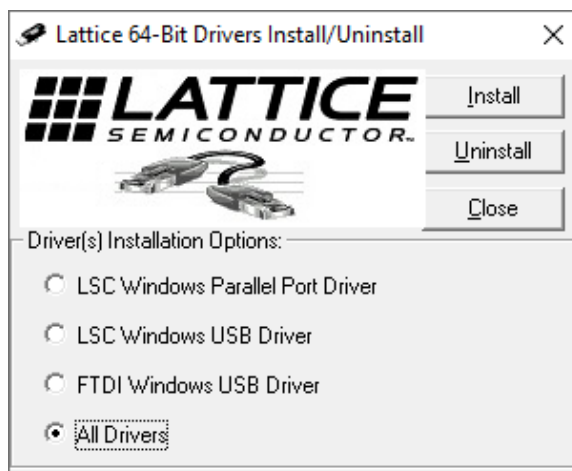 Lattice 64-Bit Drivers Install/Uninstall
LATTICE
SEMICONDUCTOR™
Install
Uninstall
Close
Driver(s) Installation Options:
LSC Windows Parallel Port Driver
LSC Windows USB Driver
FTDI Windows USB Driver
All Drivers